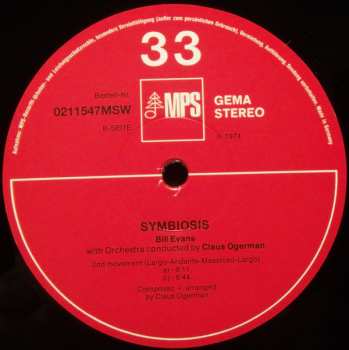 33
Bestell-Nr.
0211547MSW
B-SEITE
MPS
GEMA
STEREO
℗ 1974
SYMBIOSIS
Bill Evans
with Orchestra conducted by Claus Ogerman
2nd movement (Largo-Andante-Maestoso-Largo)
Composed + arranged
by Claus Ogerman